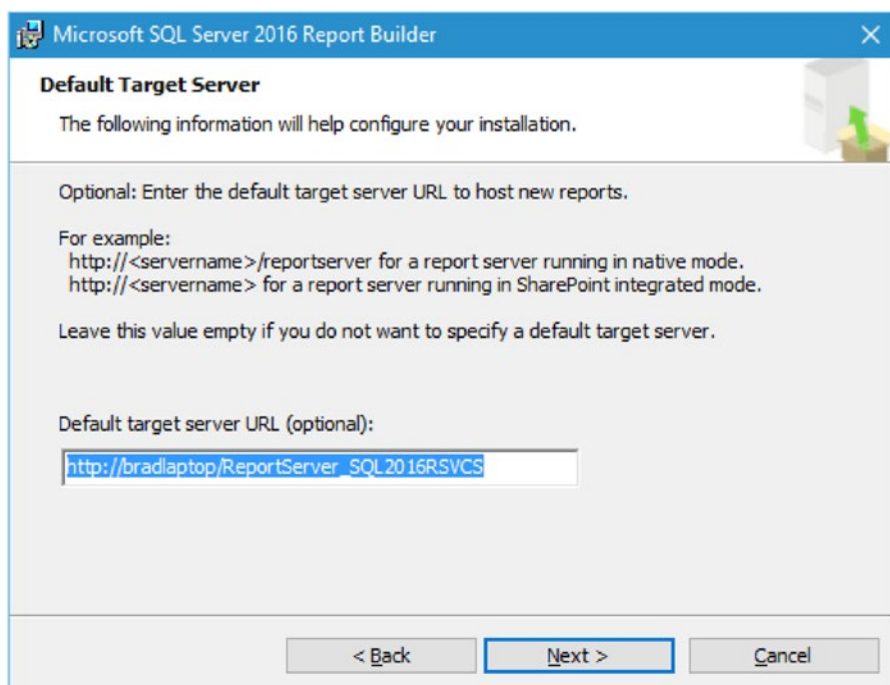 Microsoft SQL Server 2016 Report Builder
Default Target Server
The following information will help configure your installation.
Optional: Enter the default target server URL to host new reports.
For example:
http://<servername>/reportserver for a report server running in native mode.
http://<servername> for a report server running in SharePoint integrated mode.
Leave this value empty if you do not want to specify a default target server.
Default target server URL (optional):
http://bradlaptop/ReportServer_SQL2016RSVCS
< Back Next > Cancel